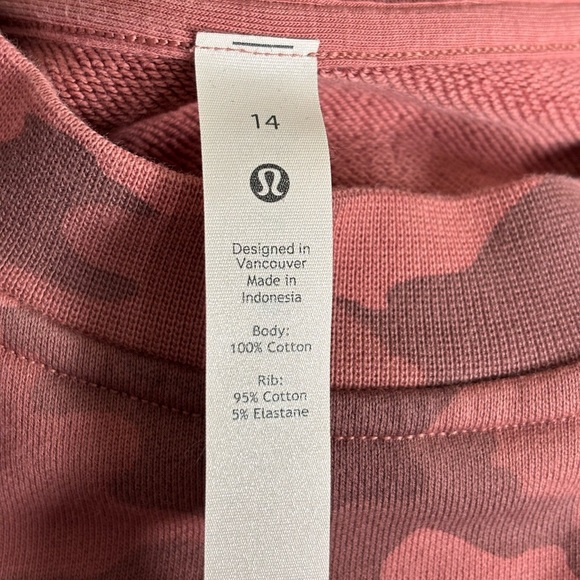 14
Designed in
Vancouver
Made in
Indonesia
Body:
100% Cotton
Rib:
95% Cotton
5% Elastane